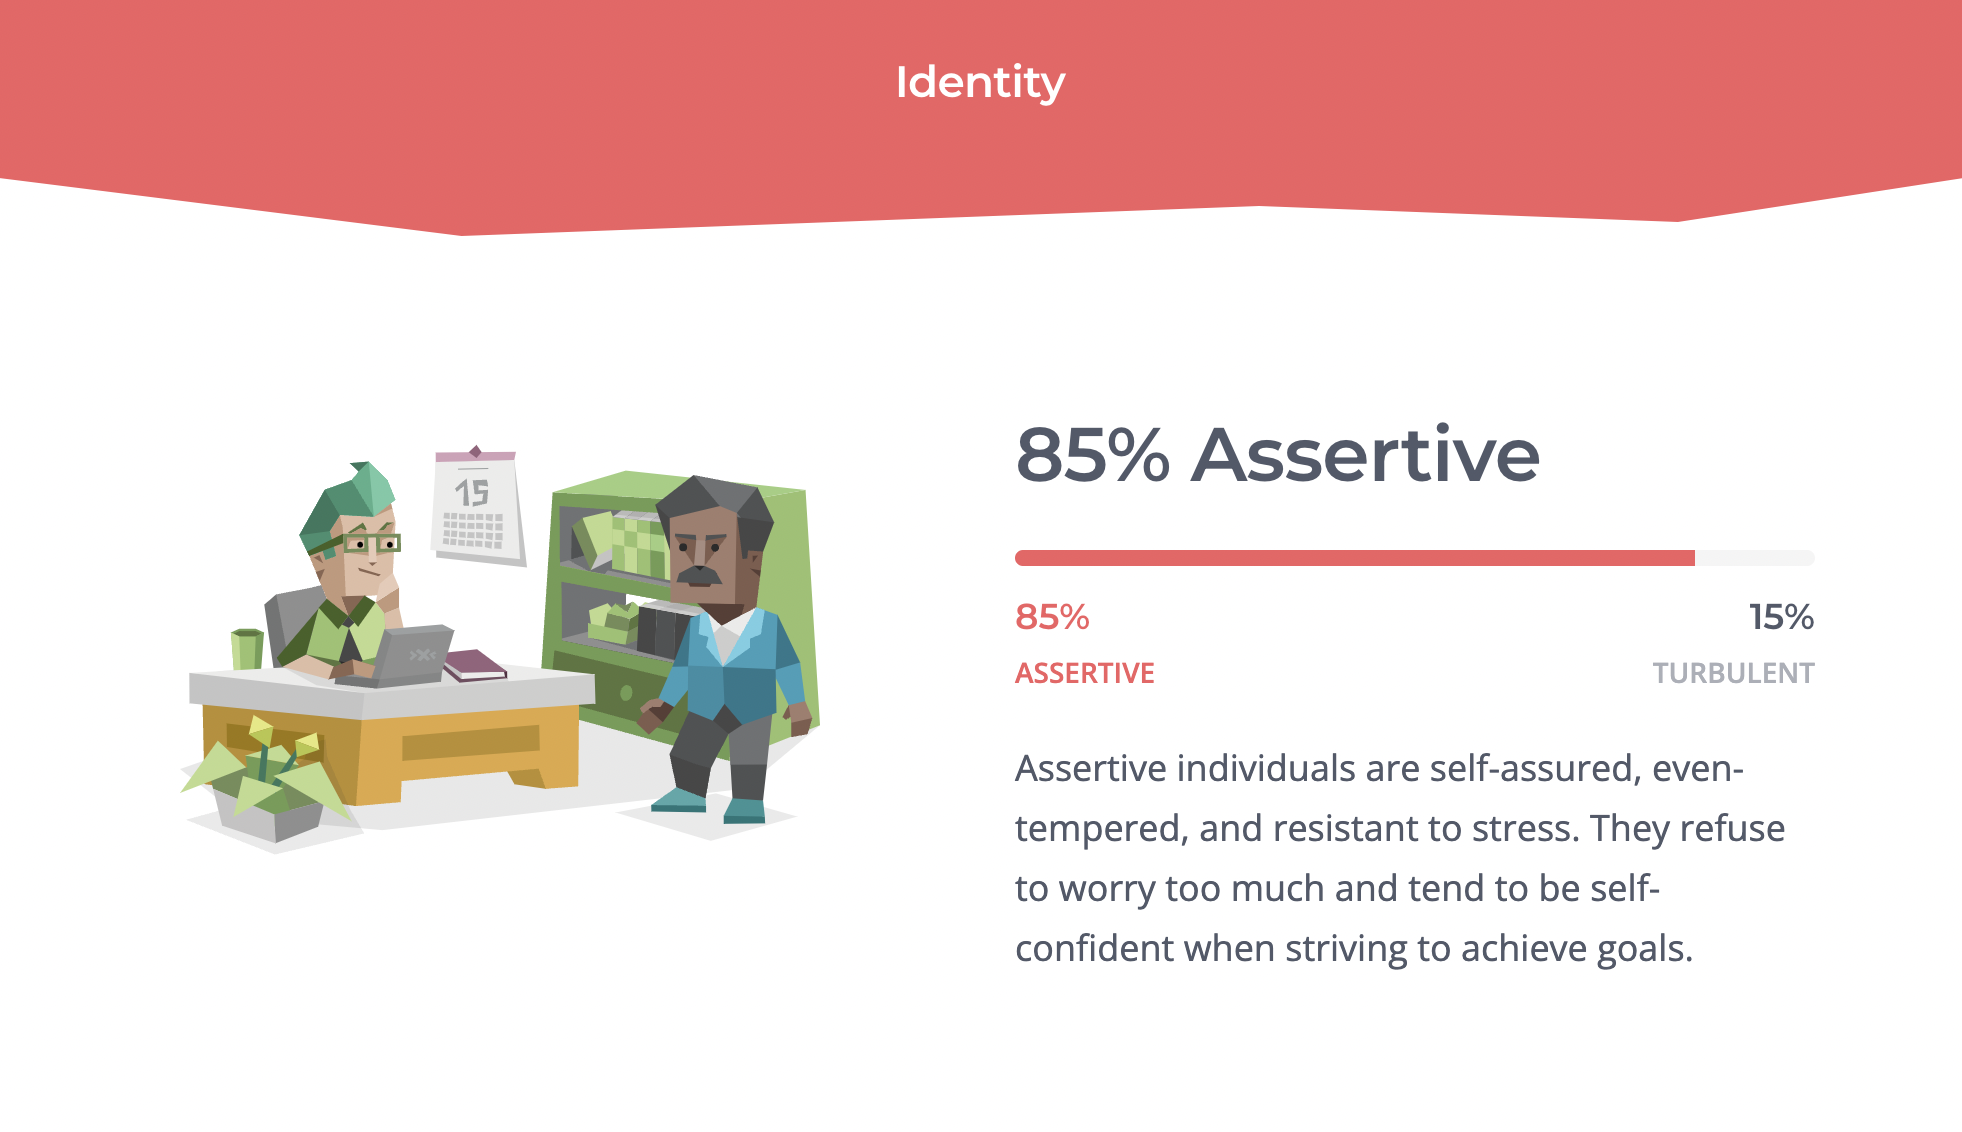 Identity
15
85% Assertive
85%
15%
ASSERTIVE
TURBULENT
Assertive individuals are self-assured, even-
tempered, and resistant to stress. They refuse
to worry too much and tend to be self-
confident when striving to achieve goals.